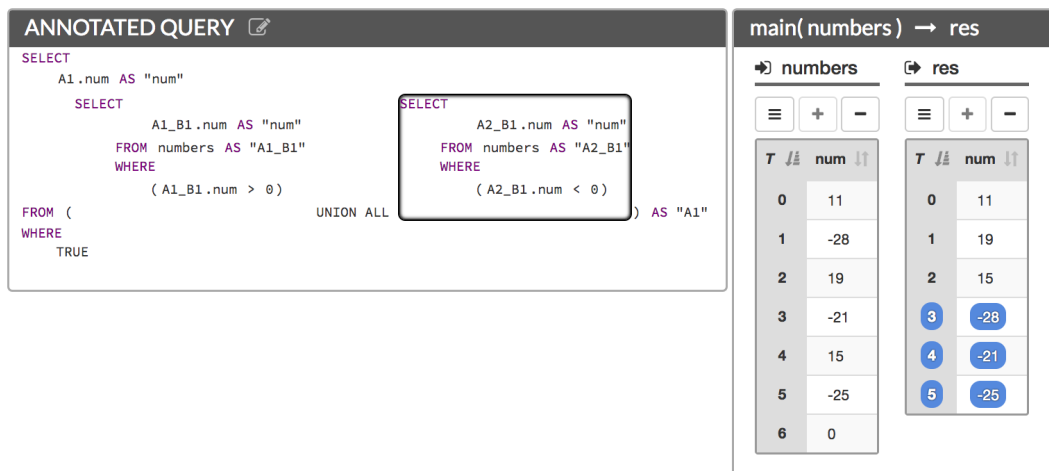 ANNOTATED QUERY
SELECT
A1.num AS "num"
SELECT
A1_B1.num AS "num"
FROM numbers AS "A1_B1"
WHERE
(A1_B1.num > 0)
SELECT
A2_B1.num AS "num"
FROM numbers AS "A2_B1"
WHERE
(A2_B1.num < 0)
FROM ( UNION ALL ) AS "A1"
WHERE
TRUE
main( numbers ) → res
numbers
T num
0 11
1 -28
2 19
3 -21
4 15
5 -25
6 0
res
T num
0 11
1 19
2 15
3 -28
4 -21
5 -25